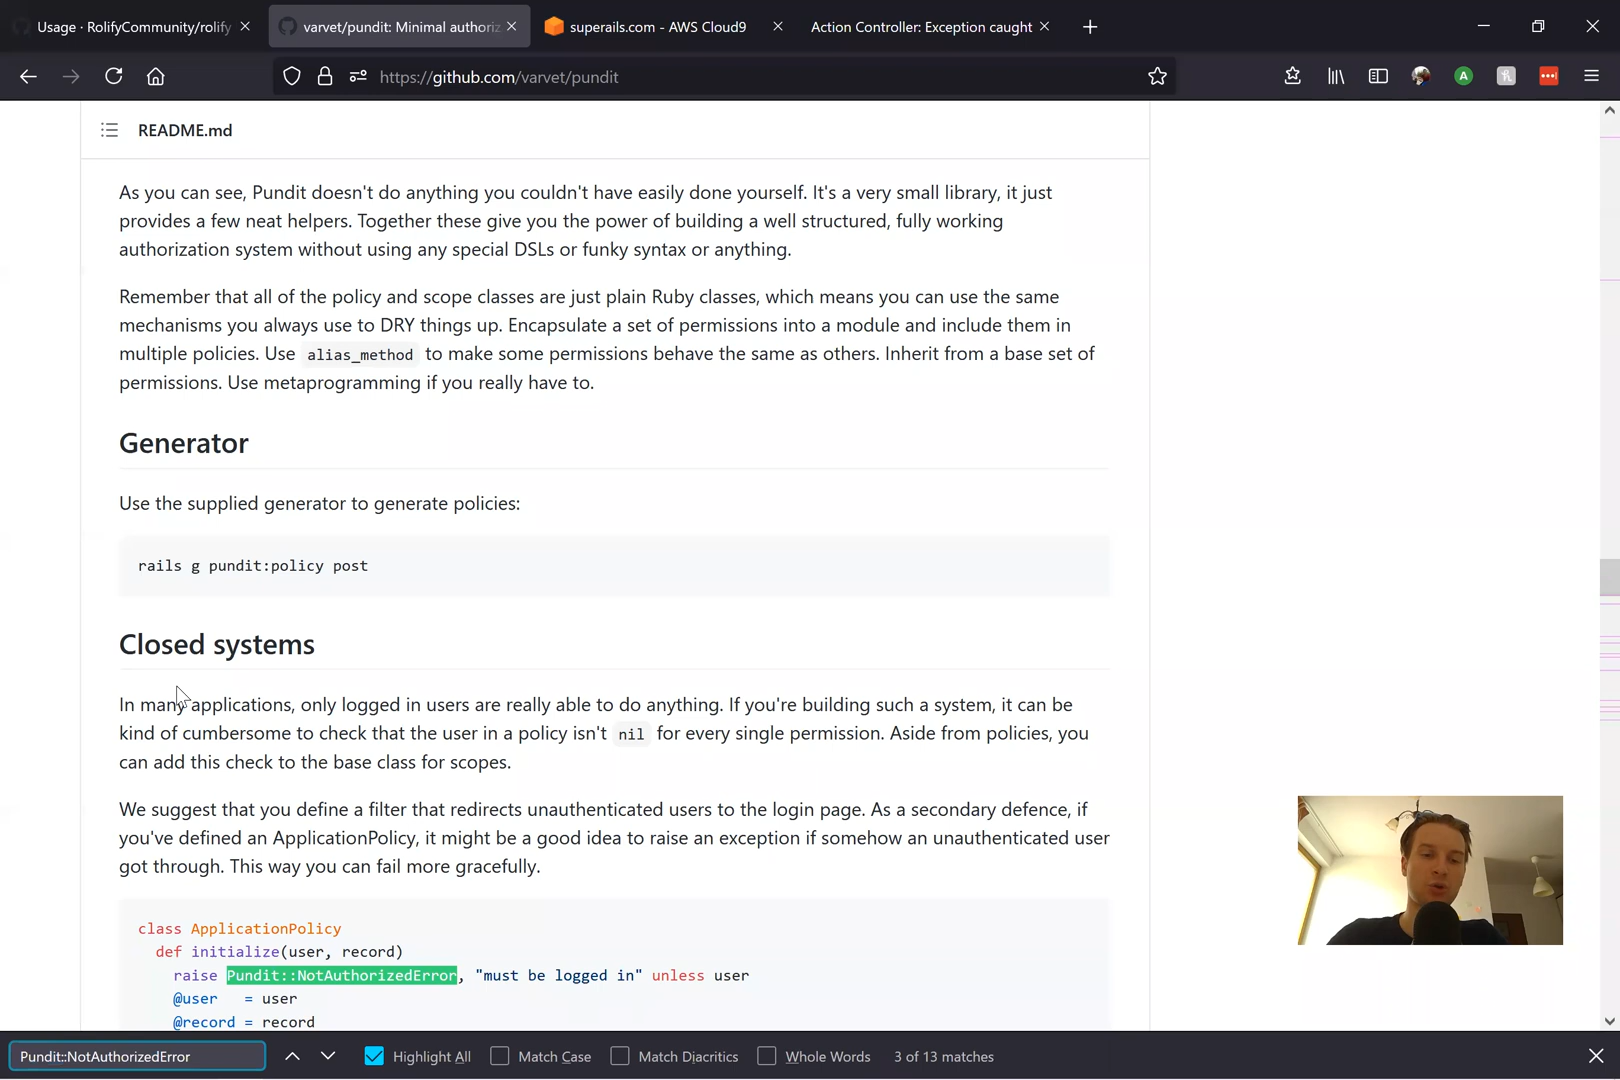 Usage · RolifyCommunity/rolify
varvet/pundit: Minimal authoriz
superails.com - AWS Cloud9
Action Controller: Exception caught
https://github.com/varvet/pundit
A
README.md
As you can see, Pundit doesn't do anything you couldn't have easily done yourself. It's a very small library, it just
provides a few neat helpers. Together these give you the power of building a well structured, fully working
authorization system without using any special DSLs or funky syntax or anything.
Remember that all of the policy and scope classes are just plain Ruby classes, which means you can use the same
mechanisms you always use to DRY things up. Encapsulate a set of permissions into a module and include them in
multiple policies. Use alias_method to make some permissions behave the same as others. Inherit from a base set of
permissions. Use metaprogramming if you really have to.
Generator
Use the supplied generator to generate policies:
rails g pundit:policy post
Closed systems
In many applications, only logged in users are really able to do anything. If you're building such a system, it can be
kind of cumbersome to check that the user in a policy isn't nil for every single permission. Aside from policies, you
can add this check to the base class for scopes.
We suggest that you define a filter that redirects unauthenticated users to the login page. As a secondary defence, if
you've defined an ApplicationPolicy, it might be a good idea to raise an exception if somehow an unauthenticated user
got through. This way you can fail more gracefully.
class ApplicationPolicy
def initialize(user, record)
raise Pundit::NotAuthorizedError, "must be logged in" unless user
@user = user
@record = record
Pundit::NotAuthorizedError
Highlight All
Match Case
Match Diacritics
Whole Words
3 of 13 matches